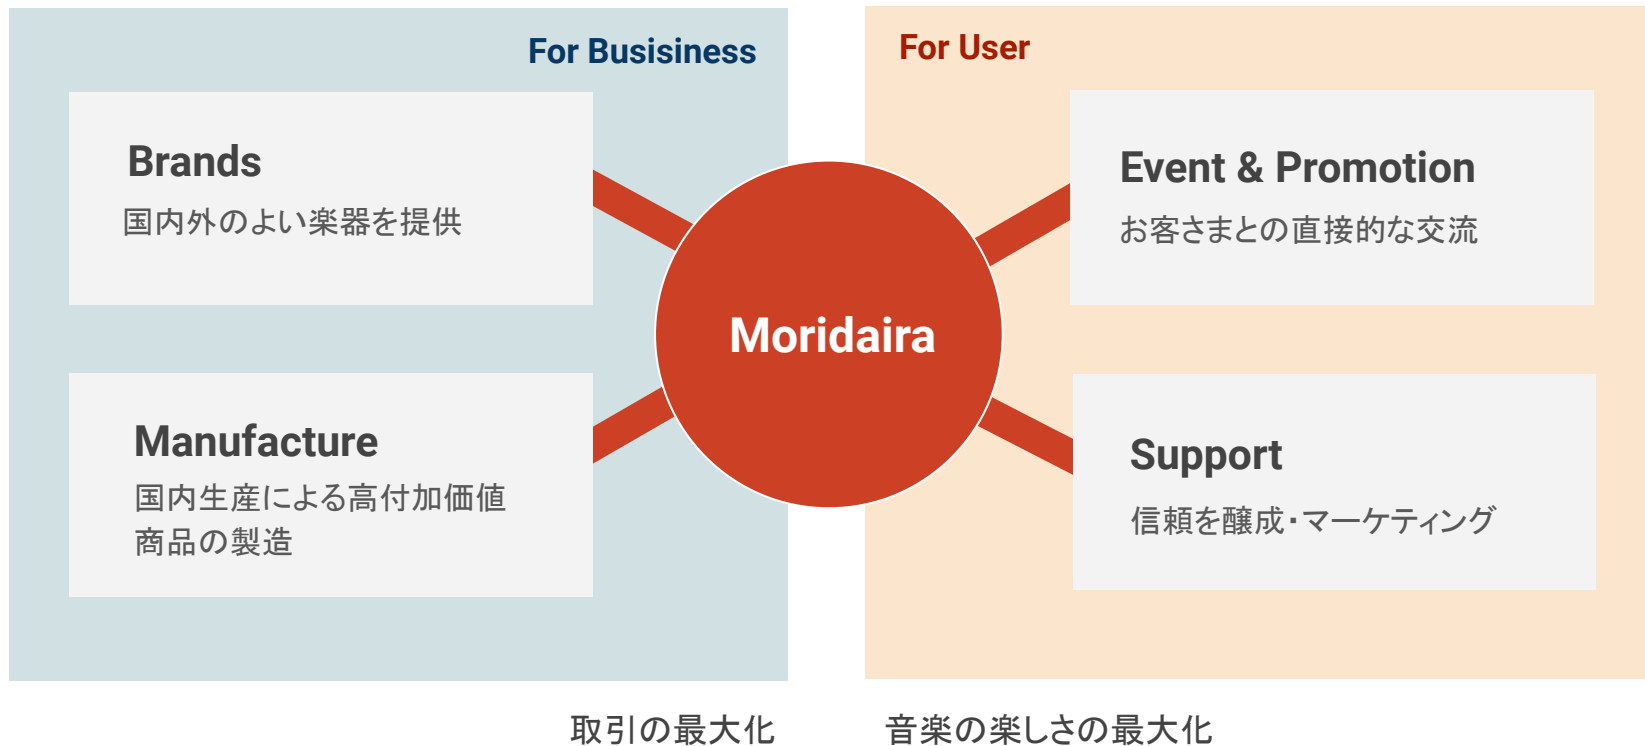 For Busisiness
Brands
国内外のよい楽器を提供
Manufacture
国内生産による高付加価値
商品の製造
Moridaira
For User
Event & Promotion
お客さまとの直接的な交流
Support
信頼を醸成・マーケティング
取引の最大化
音楽の楽しさの最大化